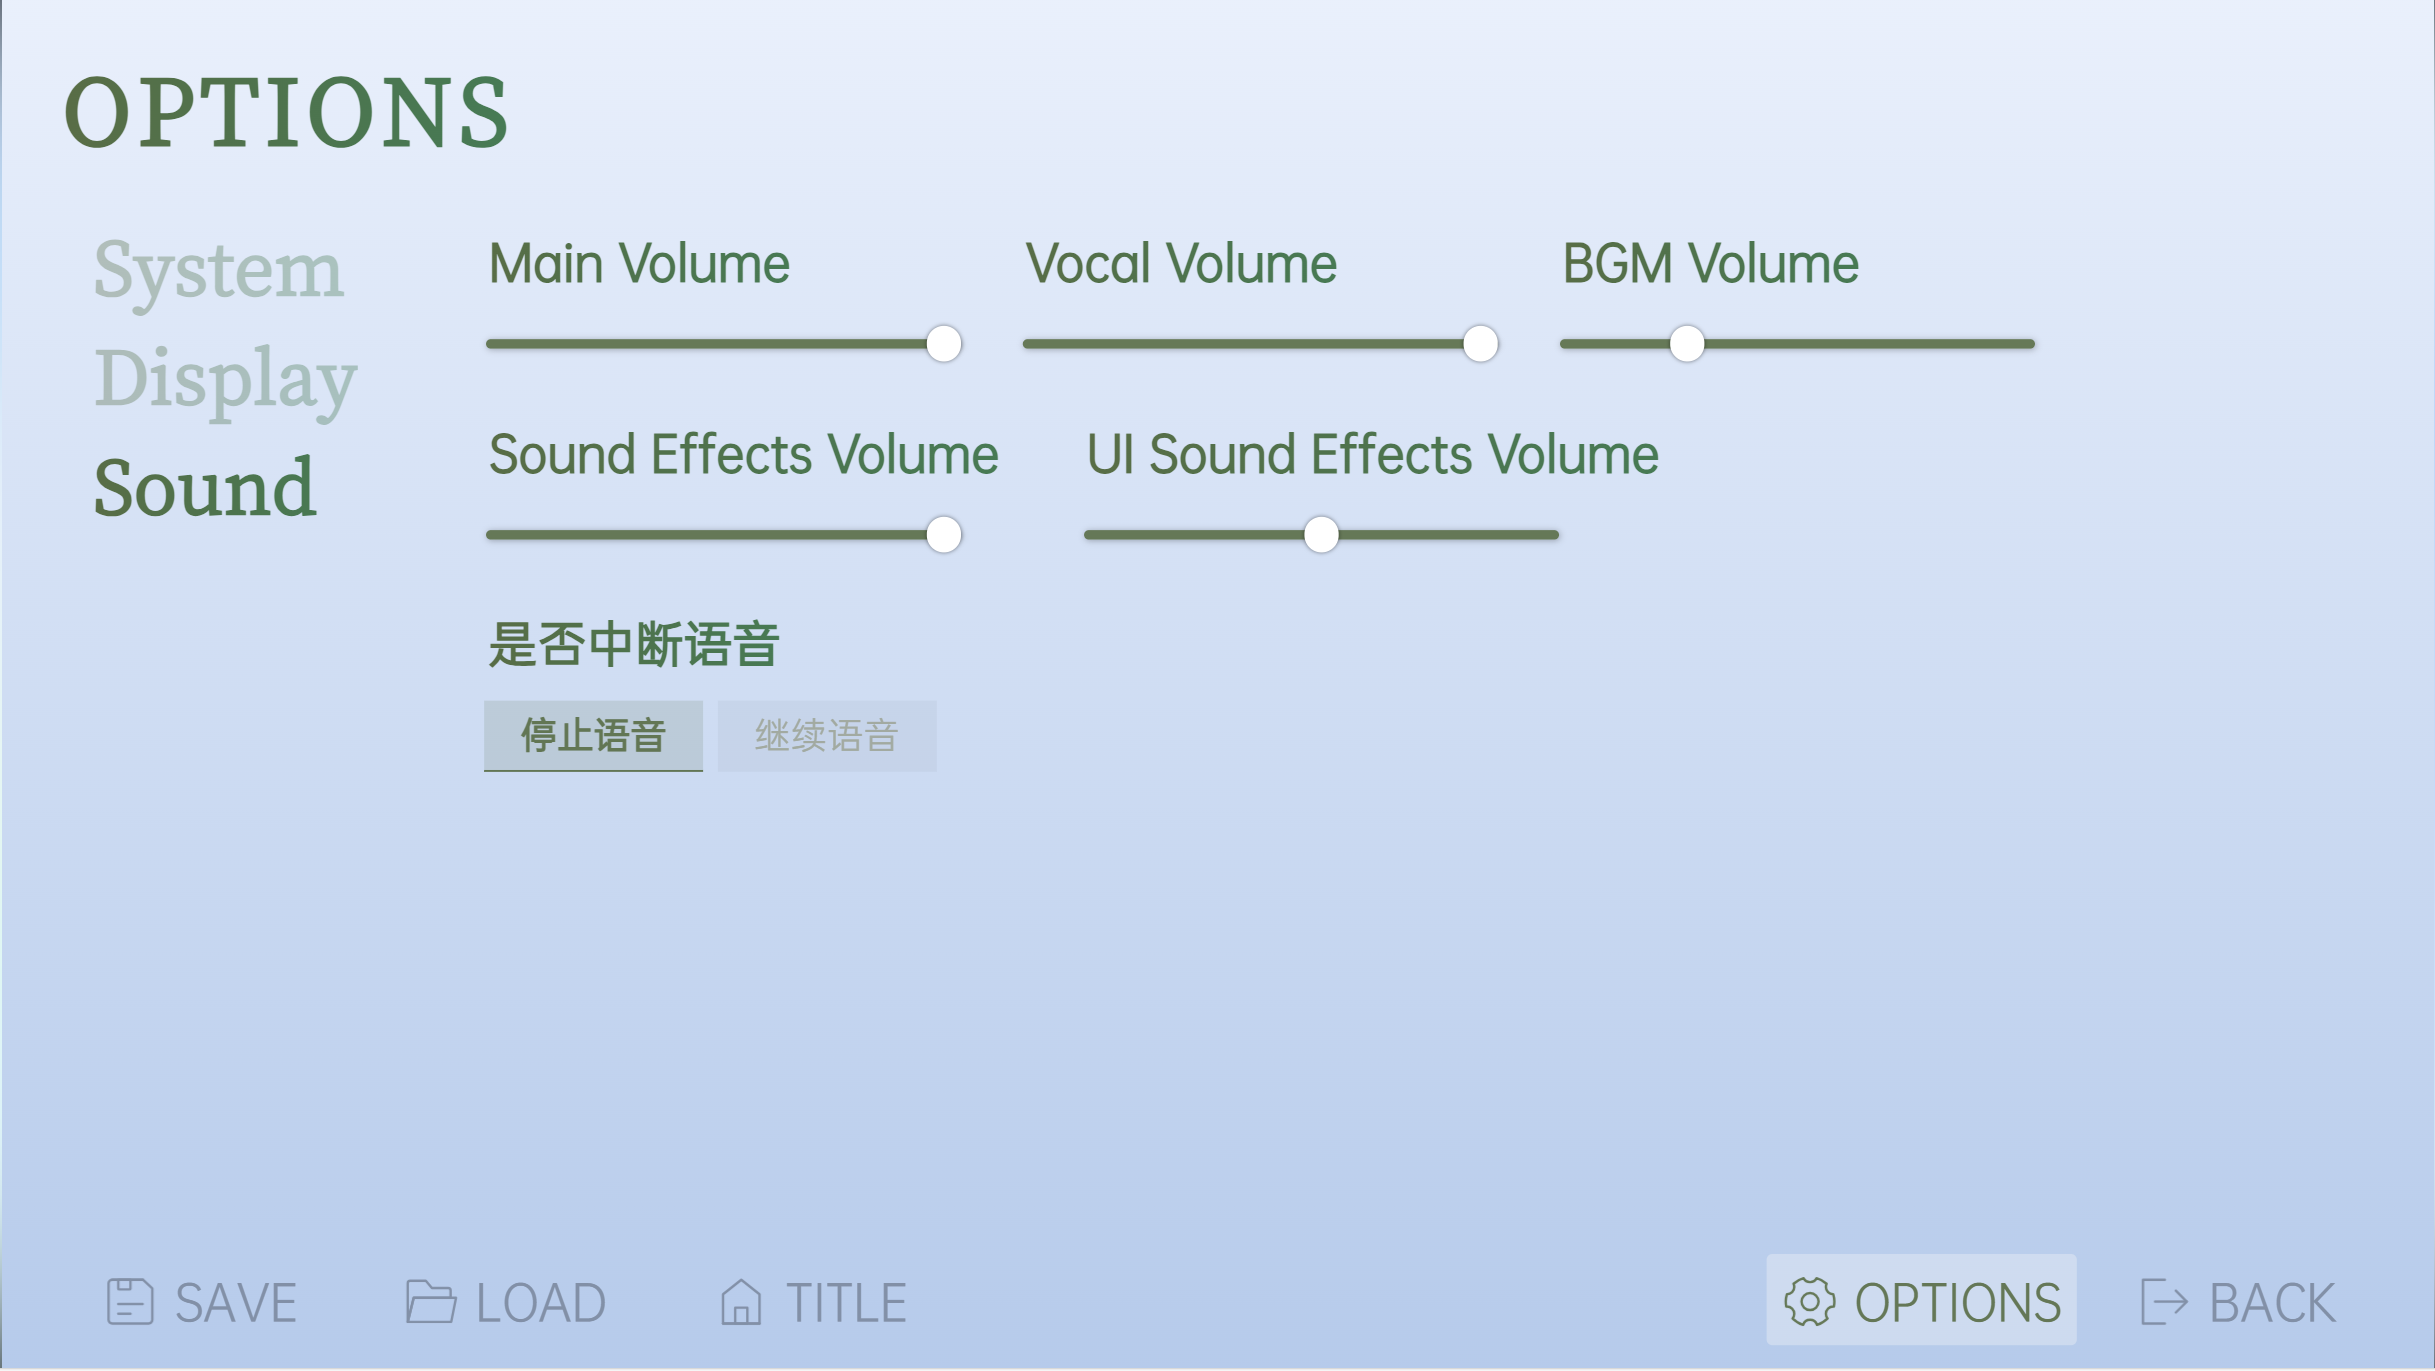 OPTIONS
System
Display
Sound
Main Volume
Vocal Volume
BGM Volume
Sound Effects Volume
UI Sound Effects Volume
是否中断语音
停止语音
继续语音
SAVE
LOAD
TITLE
OPTIONS
BACK